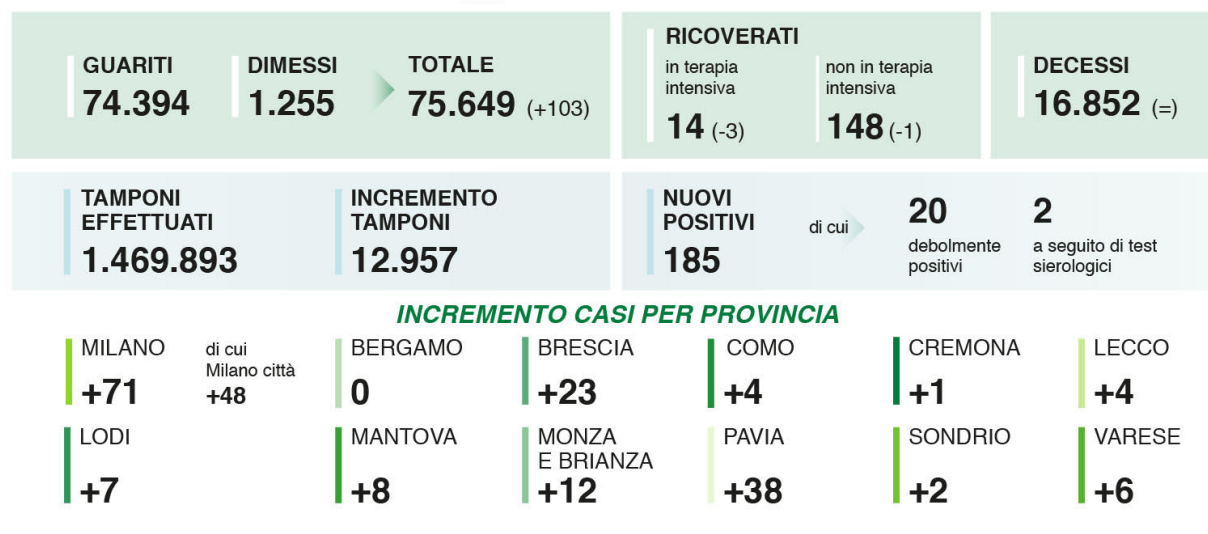 GUARITI
74.394
DIMESSI
1.255
TOTALE
75.649 (+103)
RICOVERATI
in terapia
intensiva
14 (-3)
non in terapia
intensiva
148 (-1)
DECESSI
16.852 (=)
TAMPONI
EFFETTUATI
1.469.893
INCREMENTO
TAMPONI
12.957
NUOVI
POSITIVI
185
di cui
20
debolmente
positivi
2
a seguito di test
sierologici
INCREMENTO CASI PER PROVINCIA
MILANO
+71
di cui
Milano città
+48
BERGAMO
0
BRESCIA
+23
COMO
+4
CREMONA
+1
LECCO
+4
LODI
+7
MANTOVA
+8
MONZA
E BRIANZA
+12
PAVIA
+38
SONDRIO
+2
VARESE
+6